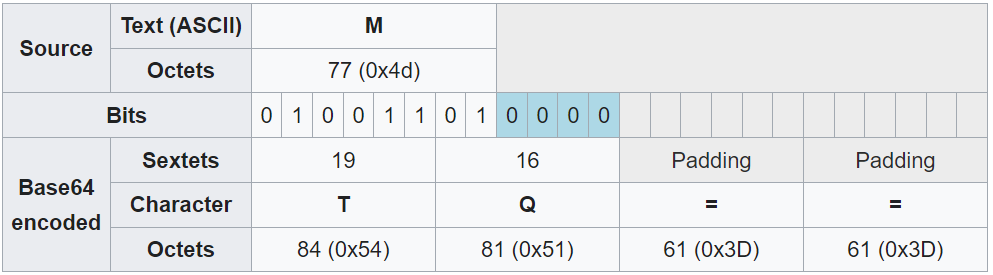 Source Text (ASCII) M
Octets 77 (0x4d)
Bits 0 1 0 0 1 1 0 1 0 0 0 0
Base64 encoded Sextets 19 16 Padding Padding
Character T Q = =
Octets 84 (0x54) 81 (0x51) 61 (0x3D) 61 (0x3D)